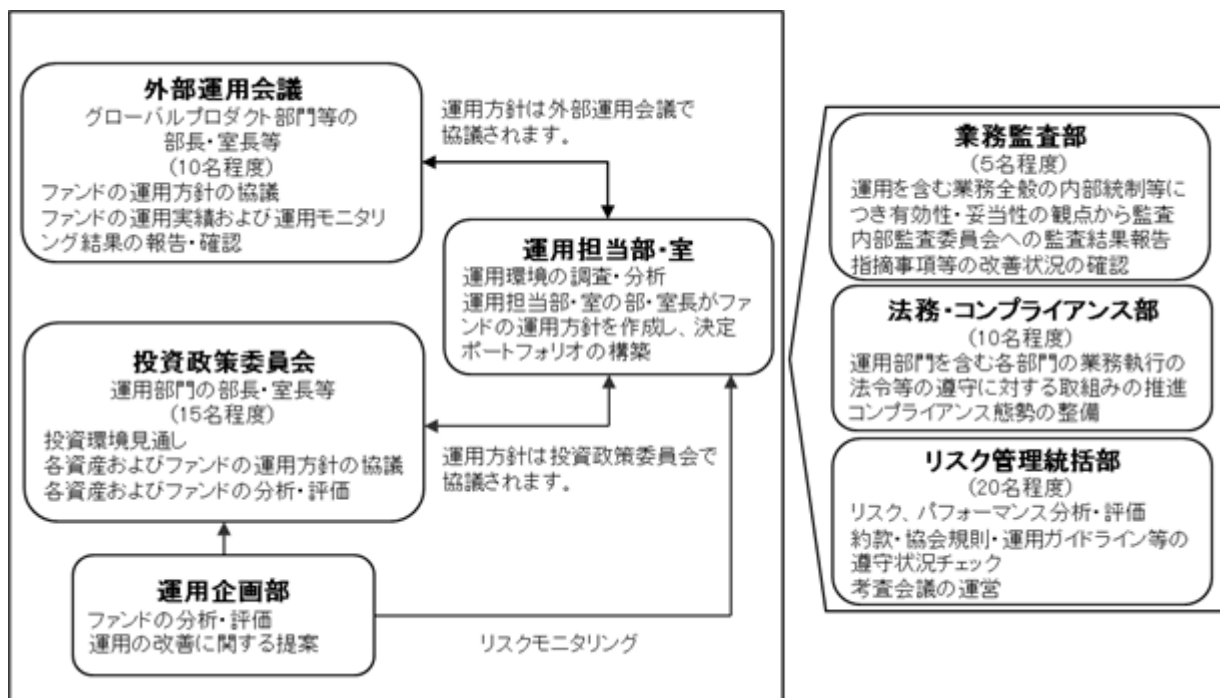 外部運用会議
グローバルプロダクト部門等の
部長・室長等
(10名程度)
ファンドの運用方針の協議
ファンドの運用実績および運用モニタリ
ング結果の報告・確認
運用方針は外部運用会議で
協議されます。
運用担当部・室
運用環境の調査・分析
運用担当部・室の部・室長がファ
ンドの運用方針を作成し、決定
ポートフォリオの構築
投資政策委員会
運用部門の部長・室長等
(15名程度)
投資環境見通し
各資産およびファンドの運用方針の協議
各資産およびファンドの分析・評価
運用方針は投資政策委員会で
協議されます。
運用企画部
ファンドの分析・評価
運用の改善に関する提案
リスクモニタリング
業務監査部
(5名程度)
運用を含む業務全般の内部統制等に
つき有効性・妥当性の観点から監査
内部監査委員会への監査結果報告
指摘事項等の改善状況の確認
法務・コンプライアンス部
(10名程度)
運用部門を含む各部門の業務執行の
法令等の遵守に対する取組みの推進
コンプライアンス態勢の整備
リスク管理統括部
(20名程度)
リスク、パフォーマンス分析・評価
約款・協会規則・運用ガイドライン等の
遵守状況チェック
考査会議の運営